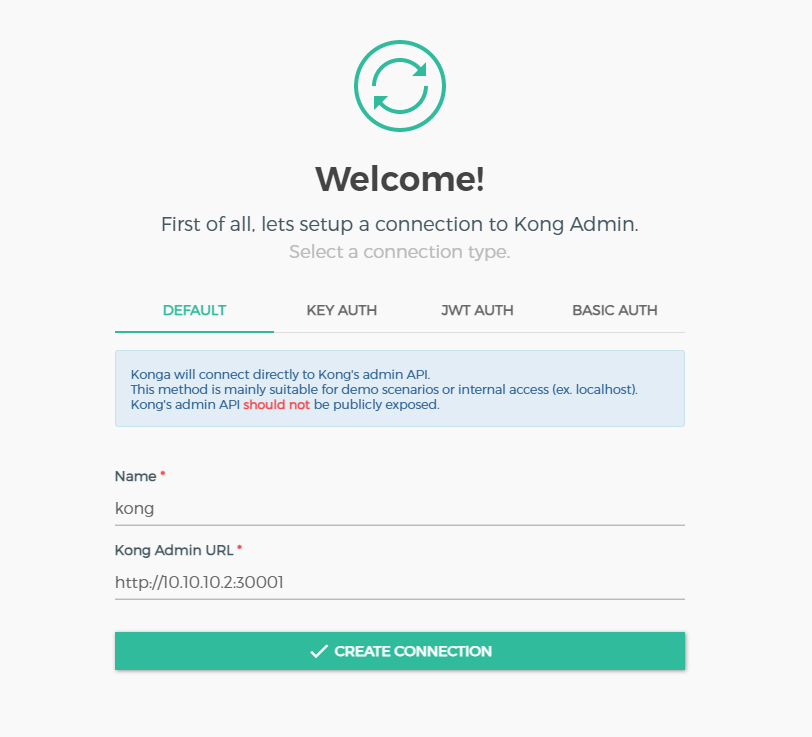 Welcome!
First of all, lets setup a connection to Kong Admin.
Select a connection type.
DEFAULT KEY AUTH JWT AUTH BASIC AUTH
Konga will connect directly to Kong's admin API.
This method is mainly suitable for demo scenarios or internal access (ex. localhost).
Kong's admin API should not be publicly exposed.
Name *
kong
Kong Admin URL *
http://10.10.10.2:30001
CREATE CONNECTION